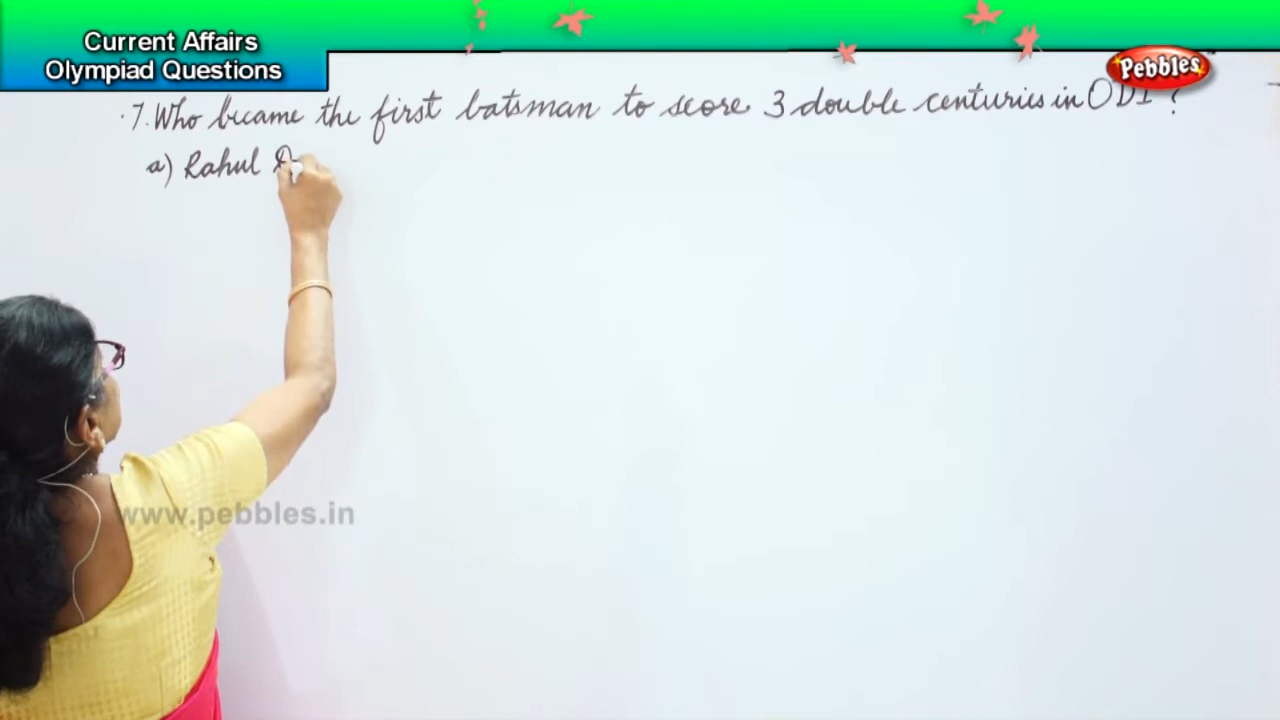 Current Affairs
Olympiad Questions
Pebbles
7. Who became the first batsman to score 3 double centuries in ODI ?
a) Rahul
www.pebbles.in